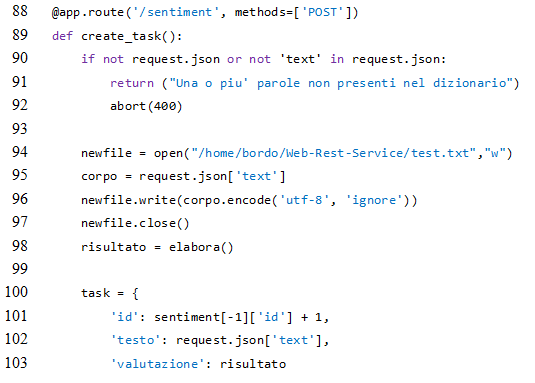 88 @app.route('/sentiment', methods=['POST'])
89 def create_task():
90     if not request.json or not 'text' in request.json:
91         return ("Una o piu' parole non presenti nel dizionario")
92         abort(400)
93
94     newfile = open("/home/bordo/Web-Rest-Service/test.txt","w")
95     corpo = request.json['text']
96     newfile.write(corpo.encode('utf-8', 'ignore'))
97     newfile.close()
98     risultato = elabora()
99
100     task = {
101         'id': sentiment[-1]['id'] + 1,
102         'testo': request.json['text'],
103         'valutazione': risultato